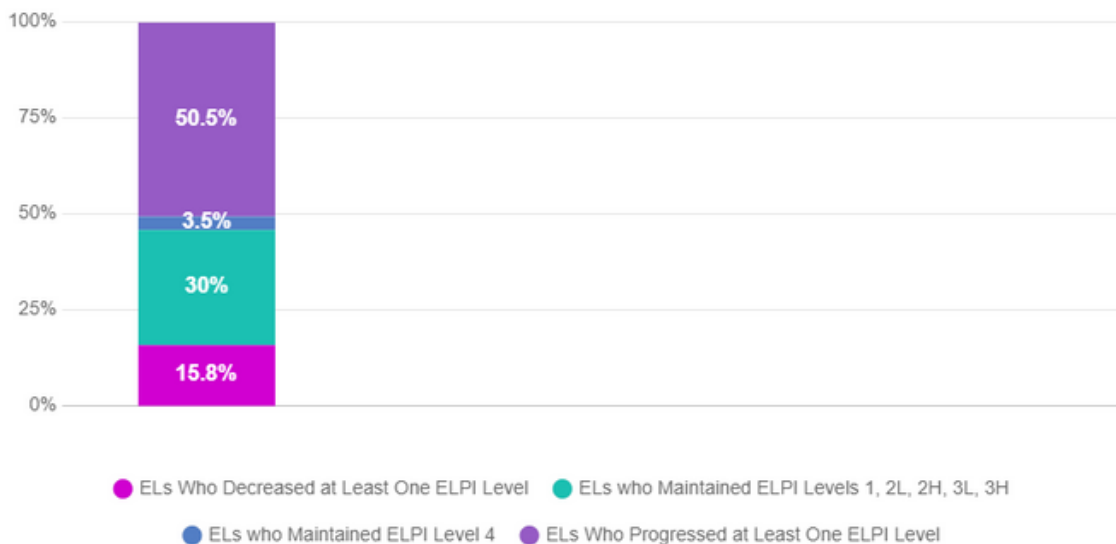 100%
50.5%
75%
50%
3.5%
30%
25%
15.8%
0%
ELs Who Decreased at Least One ELPI Level
ELs who Maintained ELPI Levels 1, 2L, 2H, 3L, 3H
ELs who Maintained ELPI Level 4
ELs Who Progressed at Least One ELPI Level